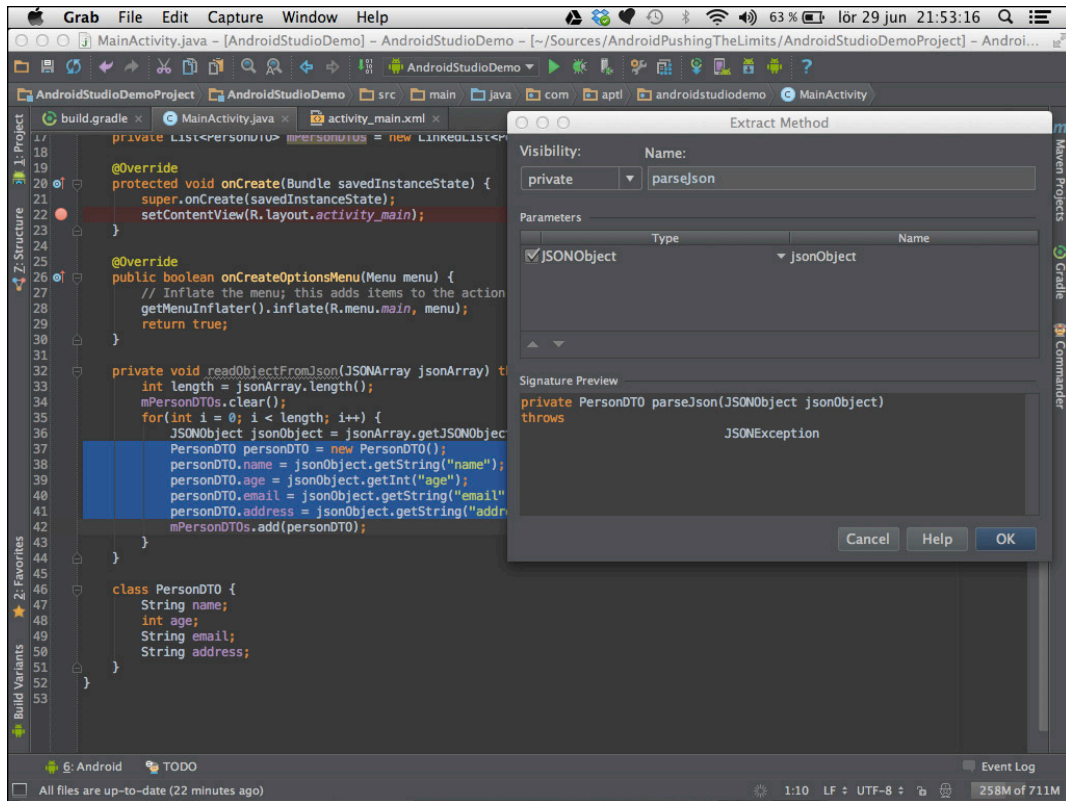 Grab File Edit Capture Window Help 63 % lör 29 jun 21:53:16
MainActivity.java – [AndroidStudioDemo] – AndroidStudioDemo – [~/Sources/AndroidPushingTheLimits/AndroidStudioDemoProject] – Androi...
AndroidStudioDemo
AndroidStudioDemoProject AndroidStudioDemo src main java com aptl androidstudiodemo MainActivity
build.gradle MainActivity.java activity_main.xml
1: Project
Z: Structure
2: Favorites
Build Variants
17 private List<PersonDTO> mPersonDTOs = new LinkedList<P
18
19 @Override
20 protected void onCreate(Bundle savedInstanceState) {
21 super.onCreate(savedInstanceState);
22 setContentView(R.layout.activity_main);
23 }
24
25 @Override
26 public boolean onCreateOptionsMenu(Menu menu) {
27 // Inflate the menu; this adds items to the action
28 getMenuInflater().inflate(R.menu.main, menu);
29 return true;
30 }
31
32 private void readObjectFromJson(JSONArray jsonArray) th
33 int length = jsonArray.length();
34 mPersonDTOs.clear();
35 for(int i = 0; i < length; i++) {
36 JSONObject jsonObject = jsonArray.getJSONObjec
37 PersonDTO personDTO = new PersonDTO();
38 personDTO.name = jsonObject.getString("name");
39 personDTO.age = jsonObject.getInt("age");
40 personDTO.email = jsonObject.getString("email"
41 personDTO.address = jsonObject.getString("addre
42 mPersonDTOs.add(personDTO);
43 }
44 }
45
46 class PersonDTO {
47 String name;
48 int age;
49 String email;
50 String address;
51 }
52 }
53
Extract Method
Visibility: Name:
private parseJson
Parameters
Type Name
JSONObject jsonObject
Signature Preview
private PersonDTO parseJson(JSONObject jsonObject)
throws
JSONException
Cancel Help OK
Maven Projects
Gradle
Commander
6: Android TODO Event Log
All files are up-to-date (22 minutes ago) 1:10 LF UTF-8 258M of 711M